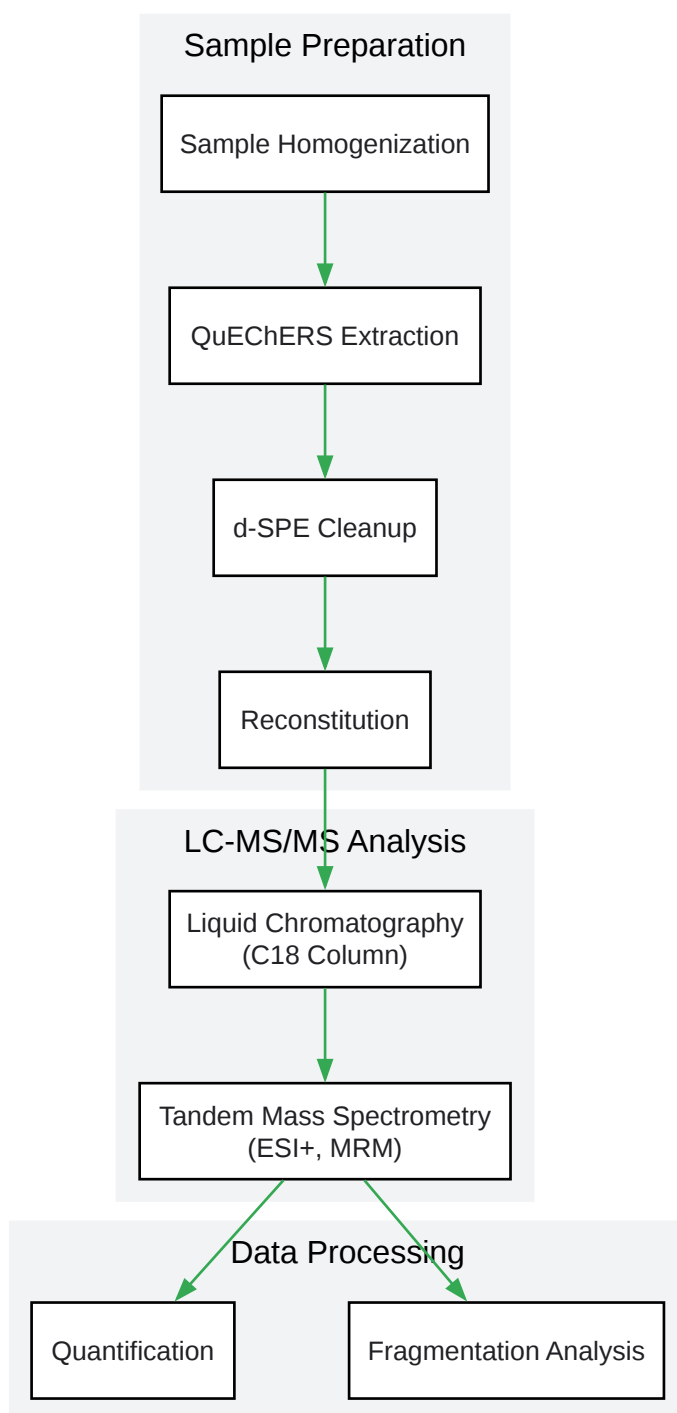 Sample Preparation
Sample Homogenization
QuEChERS Extraction
d-SPE Cleanup
Reconstitution
LC-MS/MS Analysis
Liquid Chromatography
(C18 Column)
Tandem Mass Spectrometry
(ESI+, MRM)
Data Processing
Quantification
Fragmentation Analysis